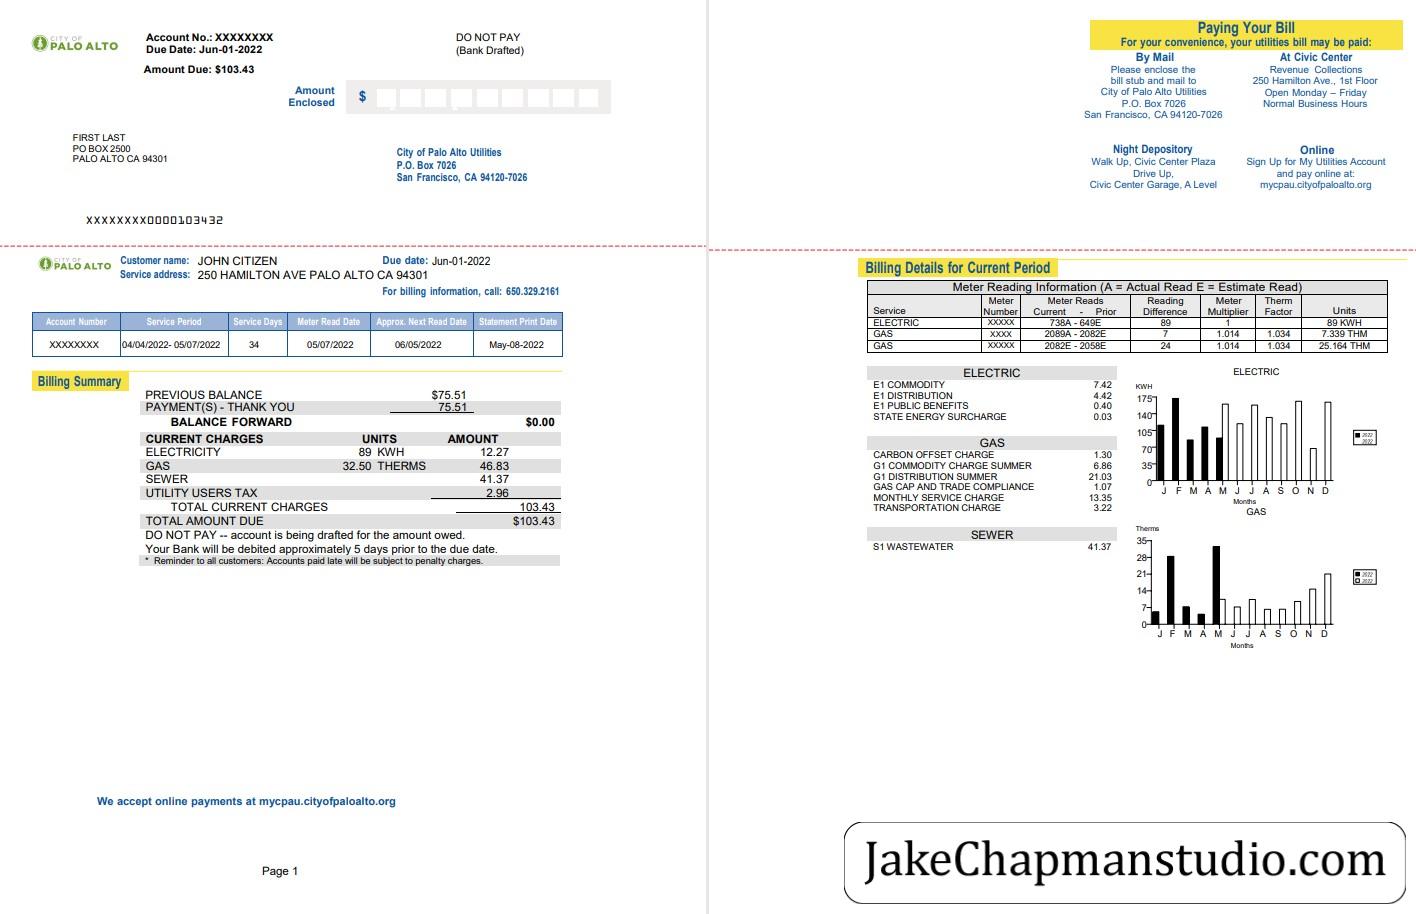 CITY OF
PALO ALTO
Account No.: XXXXXXXX
Due Date: Jun-01-2022
Amount Due: $103.43
DO NOT PAY
(Bank Drafted)
Amount
Enclosed
$
FIRST LAST
PO BOX 2500
PALO ALTO CA 94301
City of Palo Alto Utilities
P.O. Box 7026
San Francisco, CA 94120-7026
XXXXXXXX0000103432
CITY OF
PALO ALTO
Customer name: JOHN CITIZEN
Due date: Jun-01-2022
Service address: 250 HAMILTON AVE PALO ALTO CA 94301
For billing information, call: 650.329.2161
Account Number Service Period Service Days Meter Read Date Approx. Next Read Date Statement Print Date
XXXXXXXX 04/04/2022- 05/07/2022 34 05/07/2022 06/05/2022 May-08-2022
Billing Summary
PREVIOUS BALANCE $75.51
PAYMENT(S) - THANK YOU 75.51
BALANCE FORWARD $0.00
CURRENT CHARGES UNITS AMOUNT
ELECTRICITY 89 KWH 12.27
GAS 32.50 THERMS 46.83
SEWER 41.37
UTILITY USERS TAX 2.96
TOTAL CURRENT CHARGES 103.43
TOTAL AMOUNT DUE $103.43
DO NOT PAY -- account is being drafted for the amount owed.
Your Bank will be debited approximately 5 days prior to the due date.
* Reminder to all customers: Accounts paid late will be subject to penalty charges.
We accept online payments at mycpau.cityofpaloalto.org
Page 1
Paying Your Bill
For your convenience, your utilities bill may be paid:
By Mail
Please enclose the
bill stub and mail to
City of Palo Alto Utilities
P.O. Box 7026
San Francisco, CA 94120-7026
At Civic Center
Revenue Collections
250 Hamilton Ave., 1st Floor
Open Monday – Friday
Normal Business Hours
Night Depository
Walk Up, Civic Center Plaza
Drive Up,
Civic Center Garage, A Level
Online
Sign Up for My Utilities Account
and pay online at:
mycpau.cityofpaloalto.org
Billing Details for Current Period
Meter Reading Information (A = Actual Read E = Estimate Read)
Service Meter Number Meter Reads Current - Prior Reading Difference Meter Multiplier Therm Factor Units
ELECTRIC XXXXX 738A - 649E 89 1 89 KWH
GAS XXXX 2089A - 2082E 7 1.014 1.034 7.339 THM
GAS XXXXX 2082E - 2058E 24 1.014 1.034 25.164 THM
ELECTRIC
E1 COMMODITY 7.42
E1 DISTRIBUTION 4.42
E1 PUBLIC BENEFITS 0.40
STATE ENERGY SURCHARGE 0.03
GAS
CARBON OFFSET CHARGE 1.30
G1 COMMODITY CHARGE SUMMER 6.86
G1 DISTRIBUTION SUMMER 21.03
GAS CAP AND TRADE COMPLIANCE 1.07
MONTHLY SERVICE CHARGE 13.35
TRANSPORTATION CHARGE 3.22
SEWER
S1 WASTEWATER 41.37
ELECTRIC
KWH
175
140
105
70
35
0
J F M A M J J A S O N D
Months
2022
2022
GAS
Therms
35
28
21
14
7
0
J F M A M J J A S O N D
Months
2022
2022
JakeChapmanstudio.com